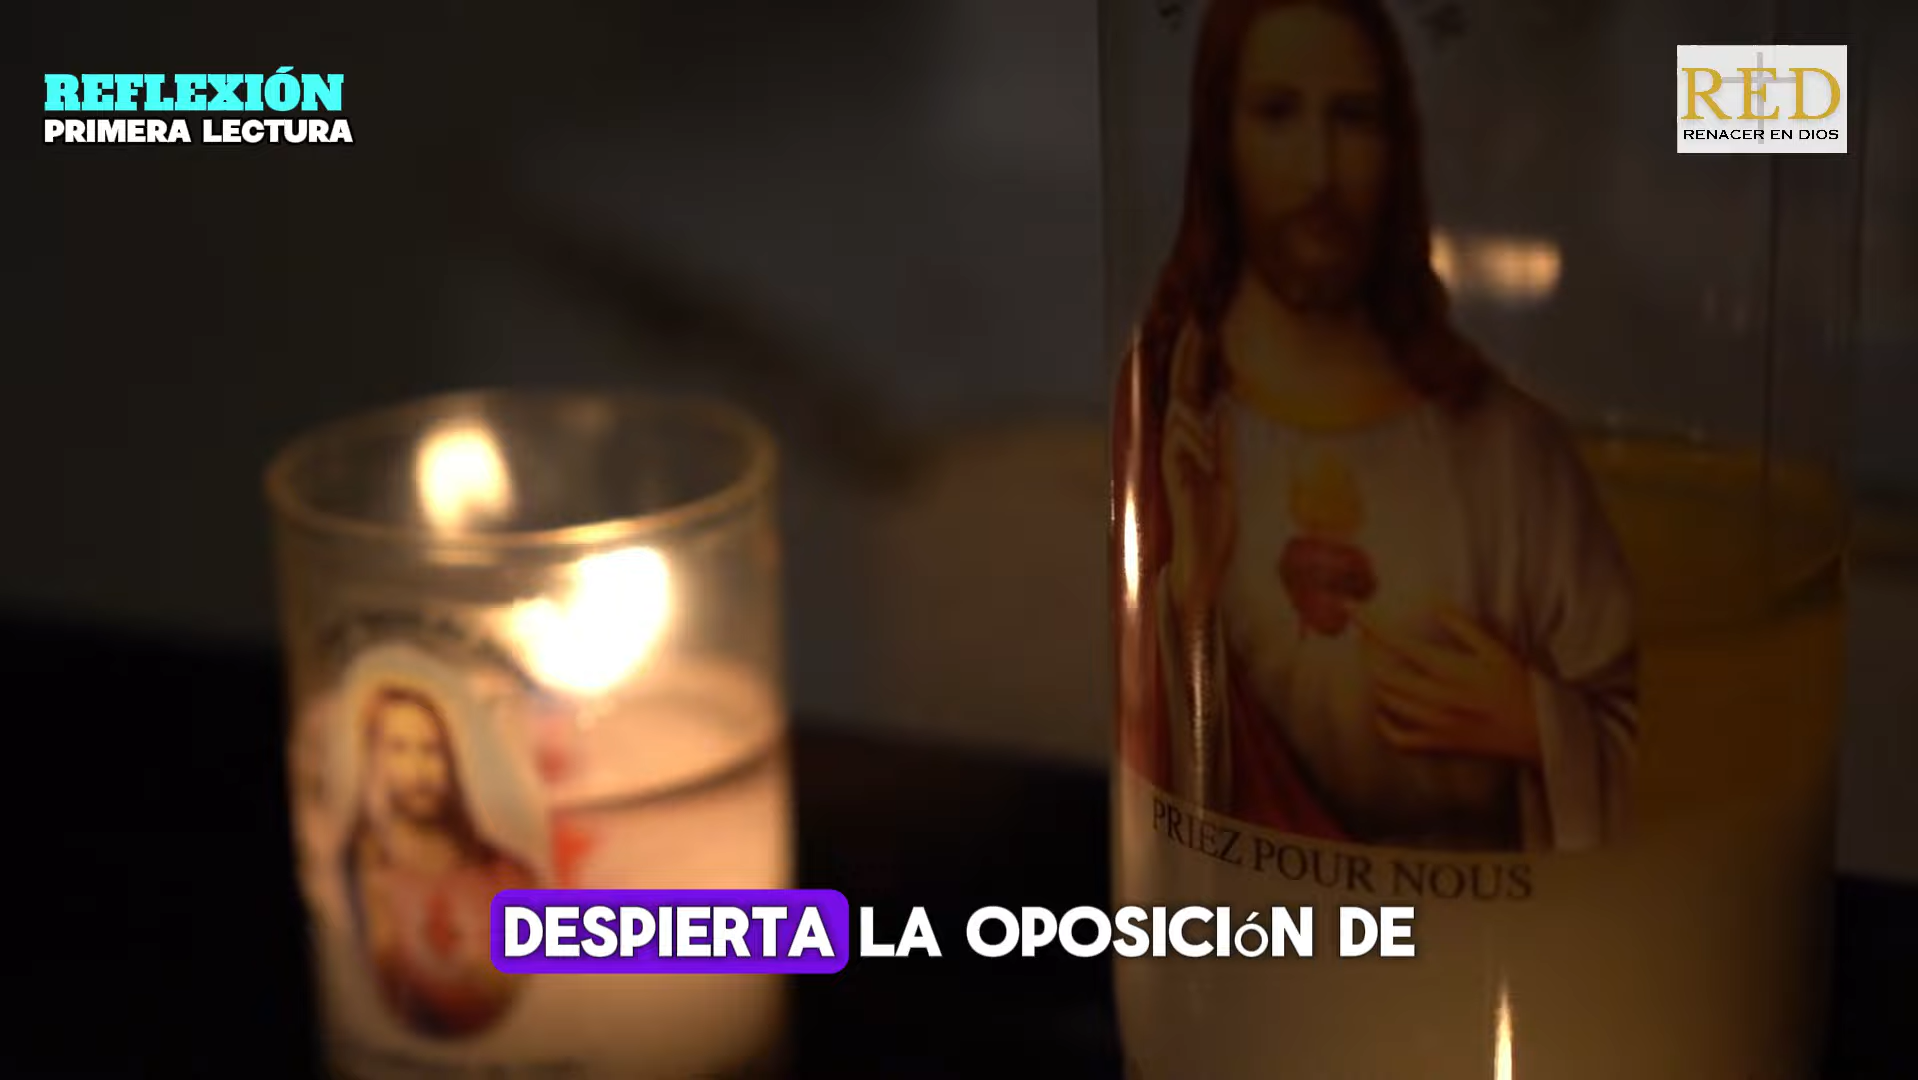 REFLEXIÓN
PRIMERA LECTURA
RED
RENACER EN DIOS
PRIEZ POUR NOUS
DESPIERTA LA OPOSICIóN DE